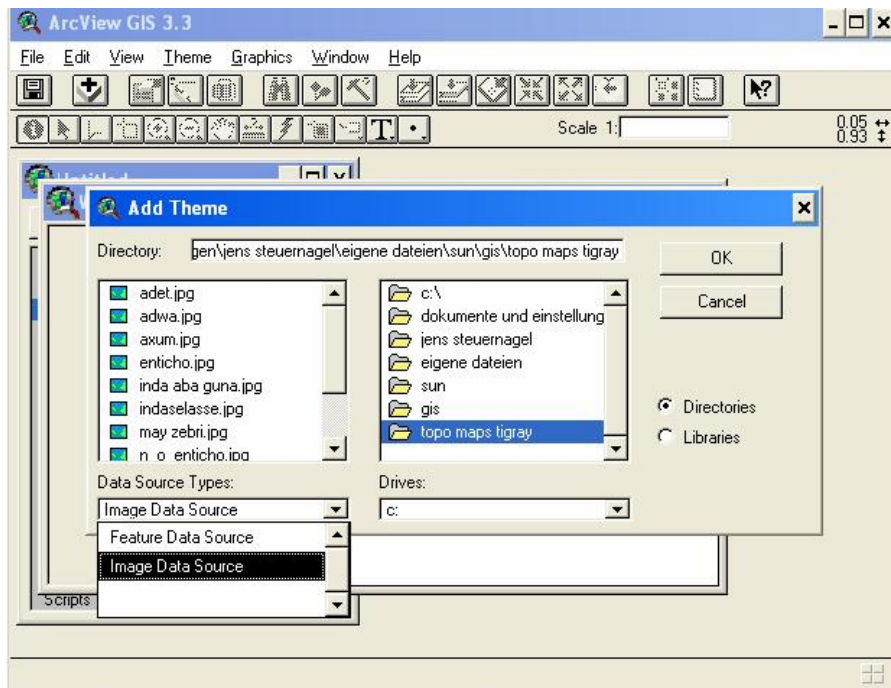 ArcView GIS 3.3
File Edit View Theme Graphics Window Help
T
Scale 1:
0.05
0.93
Untitled
Add Theme
Directory: gen\jens steuernagel\eigene dateien\sun\gis\topo maps tigray
OK
Cancel
adet.jpg
adwa.jpg
axum.jpg
enticho.jpg
inda aba guna.jpg
indaselasse.jpg
may zebri.jpg
n_o_enticho.jpg
c:\
dokumente und einstellung
jens steuernagel
eigene dateien
sun
gis
topo maps tigray
Directories
Libraries
Data Source Types:
Image Data Source
Feature Data Source
Image Data Source
Drives:
c:
Scripts